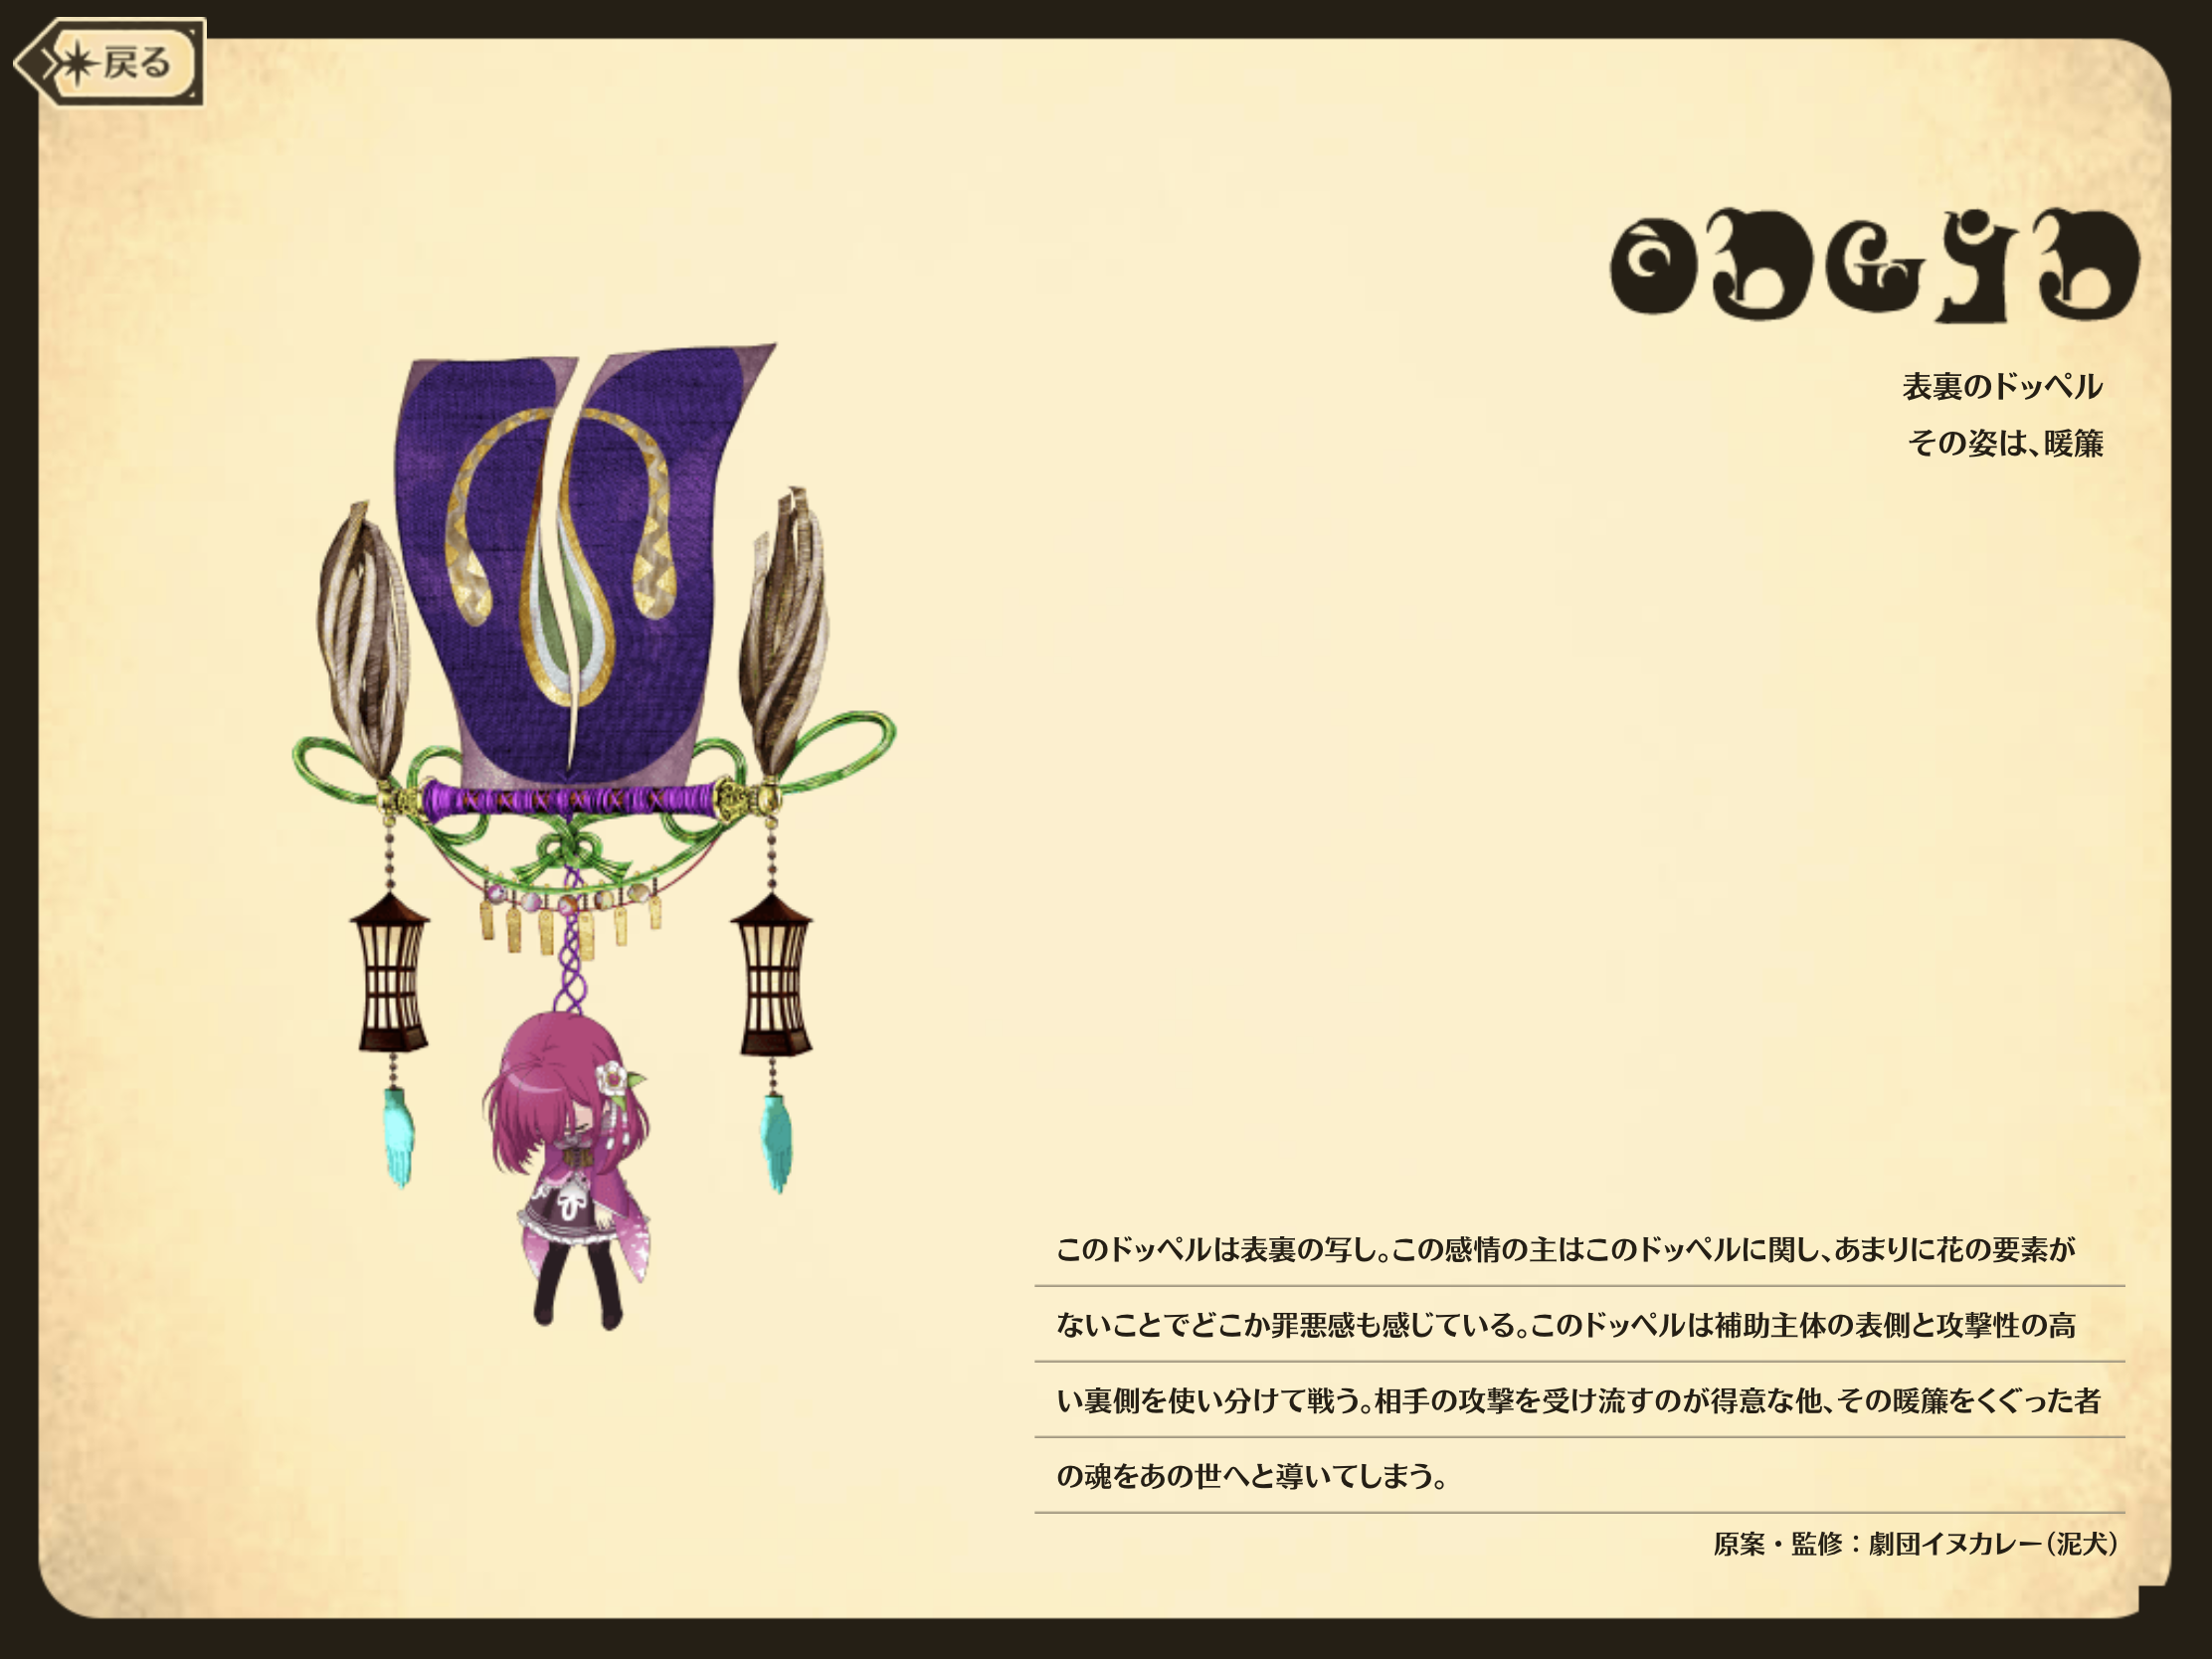 戻る
表裏のドッペル
その姿は、暖簾
このドッペルは表裏の写し。この感情の主はこのドッペルに関し、あまりに花の要素が
ないことでどこか罪悪感も感じている。このドッペルは補助主体の表側と攻撃性の高
い裏側を使い分けて戦う。相手の攻撃を受け流すのが得意な他、その暖簾をくぐった者
の魂をあの世へと導いてしまう。
原案・監修：劇団イヌカレー（泥犬）